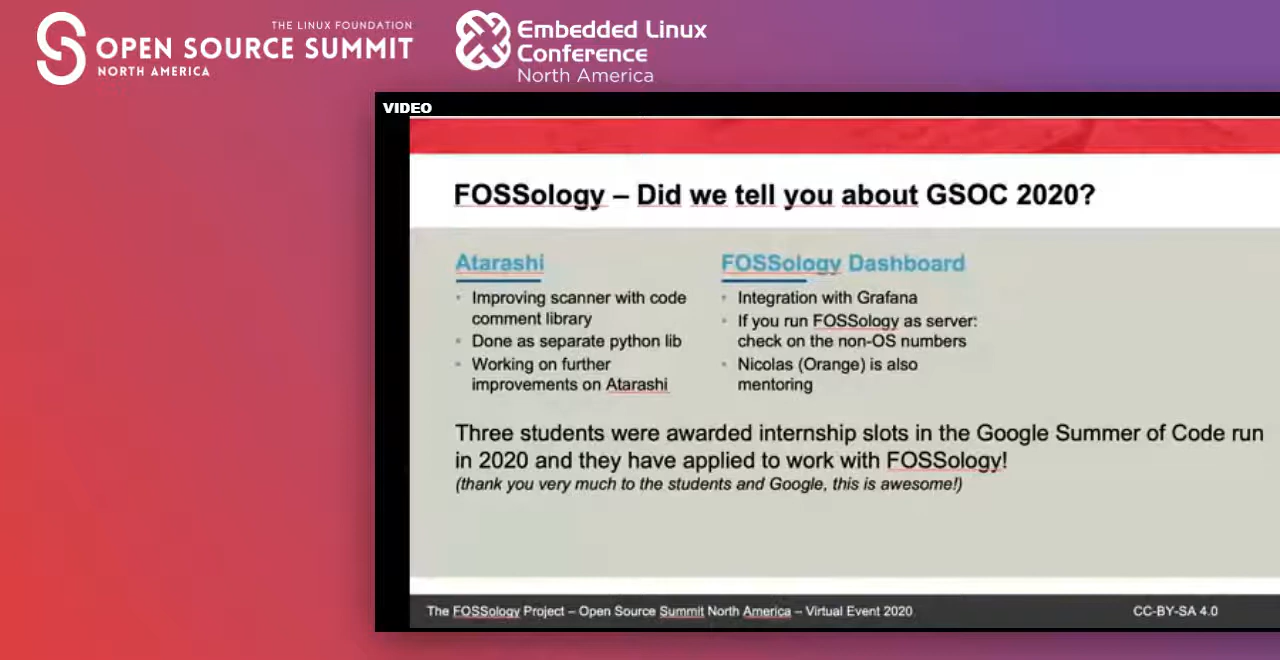 THE LINUX FOUNDATION
OPEN SOURCE SUMMIT
NORTH AMERICA
Embedded Linux
Conference
North America
VIDEO
FOSSology – Did we tell you about GSOC 2020?
Atarashi
• Improving scanner with code
comment library
• Done as separate python lib
• Working on further
improvements on Atarashi
FOSSology Dashboard
• Integration with Grafana
• If you run FOSSology as server:
check on the non-OS numbers
• Nicolas (Orange) is also
mentoring
Three students were awarded internship slots in the Google Summer of Code run
in 2020 and they have applied to work with FOSSology!
(thank you very much to the students and Google, this is awesome!)
The FOSSology Project – Open Source Summit North America – Virtual Event 2020
CC-BY-SA 4.0